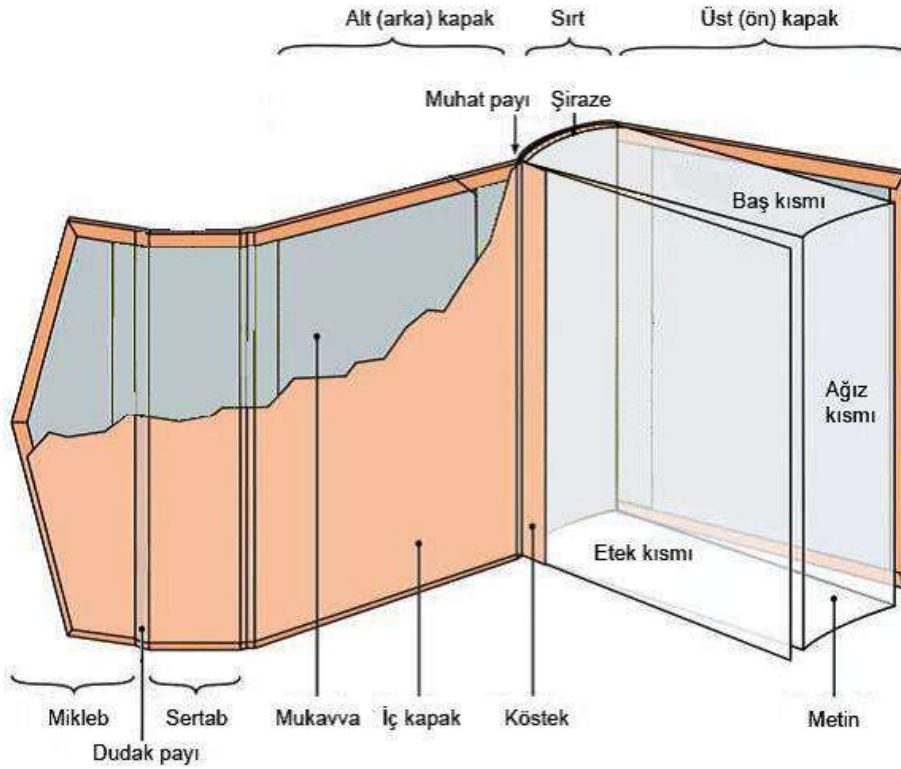 Alt (arka) kapak
Sırt
Üst (ön) kapak
Muhat payı
Şiraze
Baş kısmı
Ağız
kısmı
Etek kısmı
Mikleb
Sertab
Mukavva
İç kapak
Köstek
Metin
Dudak payı